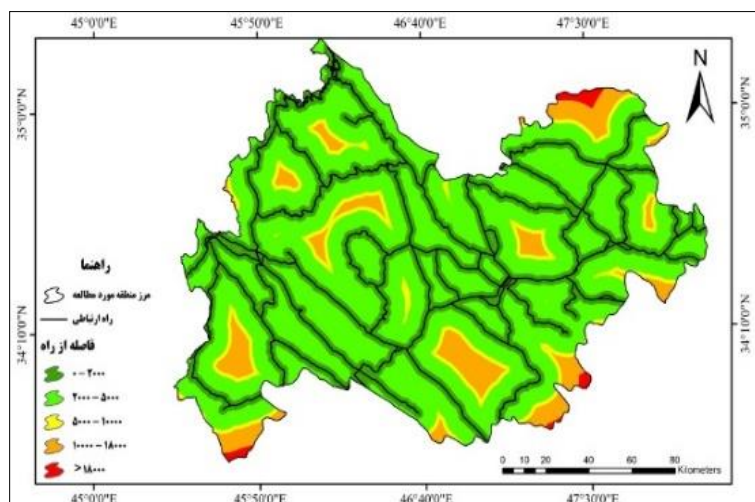 45°0'0"E 45°50'0"E 46°40'0"E 47°30'0"E
N
35°0'0"N 35°0'0"N
34°10'0"N 34°10'0"N
راهنما
مرز منطقه مورد مطالعه
راه ارتباطی
فاصله از راه
۰ – ۲۰۰۰
۲۰۰۰ – ۵۰۰۰
۵۰۰۰ – ۱۰۰۰۰
۱۰۰۰۰ – ۱۸۰۰۰
> ۱۸۰۰۰
0 5 10 20 40 60 80
Kilometers
45°0'0"E 45°50'0"E 46°40'0"E 47°30'0"E